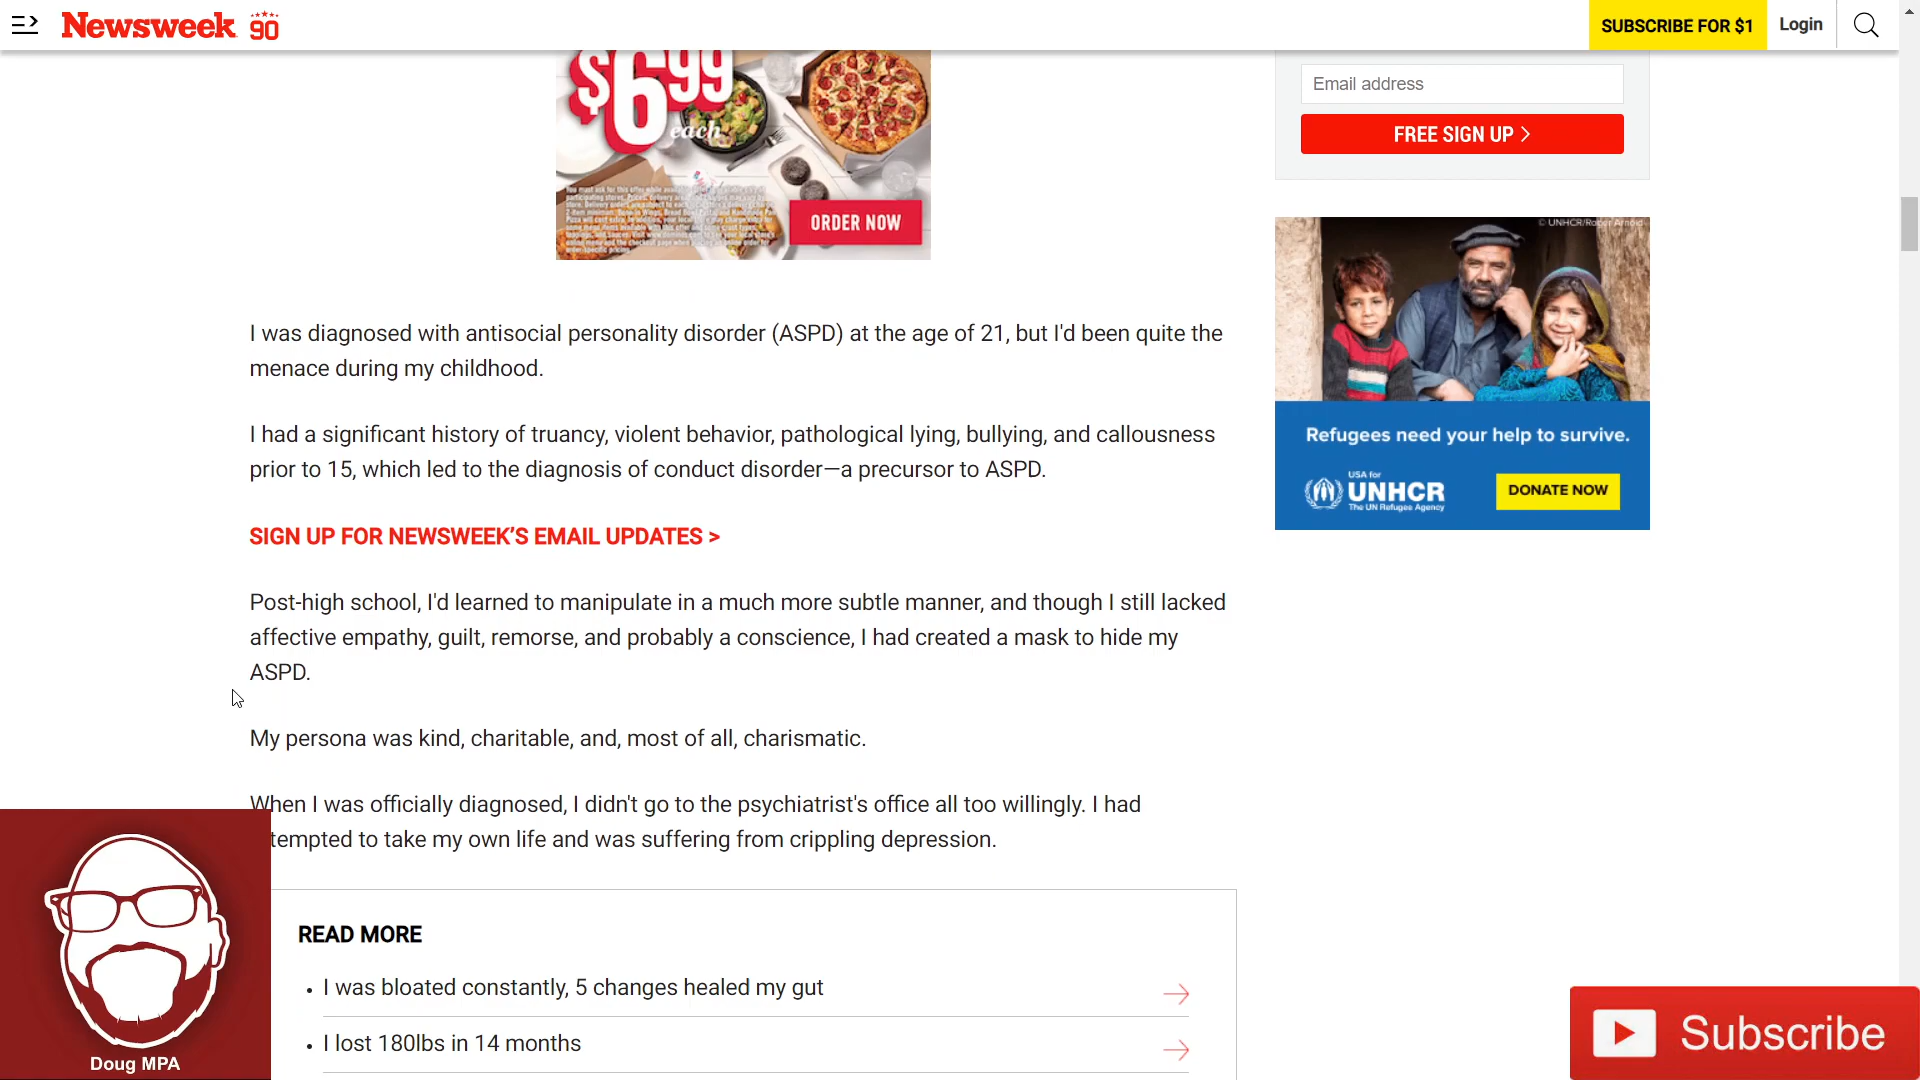 Newsweek 90
SUBSCRIBE FOR $1
Login
$6.99
each
ORDER NOW
Email address
FREE SIGN UP >
I was diagnosed with antisocial personality disorder (ASPD) at the age of 21, but I'd been quite the
menace during my childhood.
I had a significant history of truancy, violent behavior, pathological lying, bullying, and callousness
prior to 15, which led to the diagnosis of conduct disorder—a precursor to ASPD.
SIGN UP FOR NEWSWEEK'S EMAIL UPDATES >
Post-high school, I'd learned to manipulate in a much more subtle manner, and though I still lacked
affective empathy, guilt, remorse, and probably a conscience, I had created a mask to hide my
ASPD.
My persona was kind, charitable, and, most of all, charismatic.
When I was officially diagnosed, I didn't go to the psychiatrist's office all too willingly. I had
tempted to take my own life and was suffering from crippling depression.
READ MORE
• I was bloated constantly, 5 changes healed my gut
• I lost 180lbs in 14 months
Refugees need your help to survive.
USA for
UNHCR
The UN Refugee Agency
DONATE NOW
Doug MPA
Subscribe